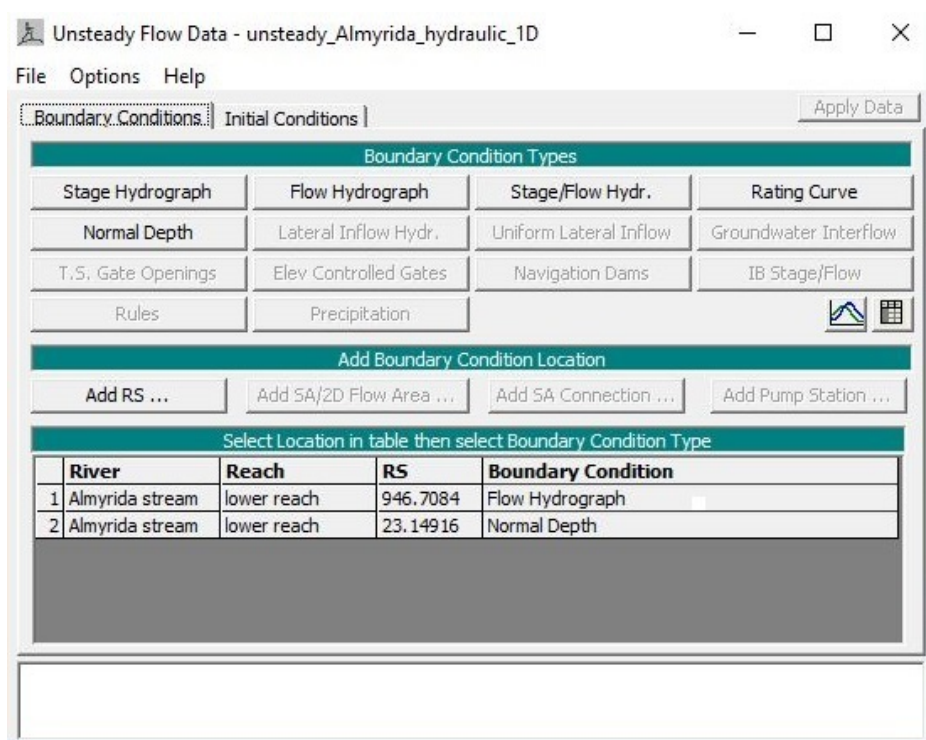 Unsteady Flow Data - unsteady_Almyrida_hydraulic_1D
File Options Help
Boundary Conditions Initial Conditions Apply Data
Boundary Condition Types
Stage Hydrograph Flow Hydrograph Stage/Flow Hydr. Rating Curve
Normal Depth Lateral Inflow Hydr. Uniform Lateral Inflow Groundwater Interflow
T.S. Gate Openings Elev Controlled Gates Navigation Dams IB Stage/Flow
Rules Precipitation
Add Boundary Condition Location
Add RS ... Add SA/2D Flow Area ... Add SA Connection ... Add Pump Station ...
Select Location in table then select Boundary Condition Type
River Reach RS Boundary Condition
1 Almyrida stream lower reach 946.7084 Flow Hydrograph
2 Almyrida stream lower reach 23.14916 Normal Depth